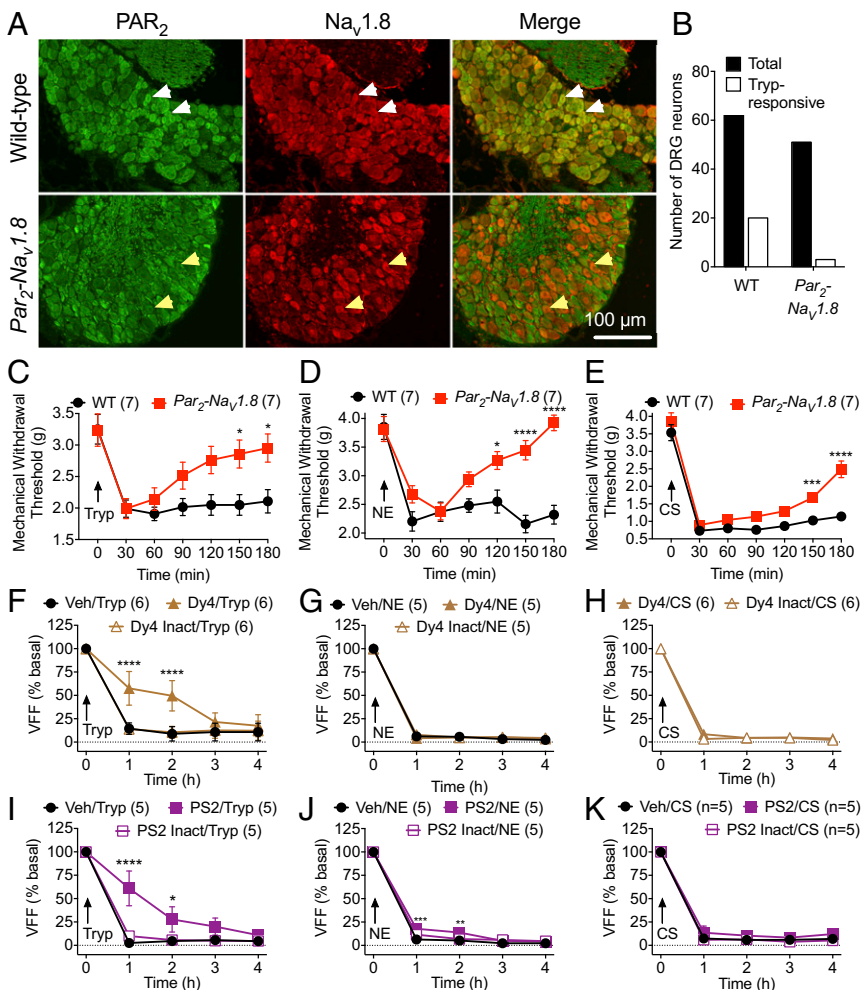 A
PAR2
Nav1.8
Merge
Wild-type
Par2-Nav1.8
100 µm
B
Total
Tryp-
responsive
Number of DRG neurons
80
60
40
20
0
WT
Par2-
Nav1.8
C
WT (7)
Par2-NaV1.8 (7)
Mechanical Withdrawal
Threshold (g)
3.5
3.0
2.5
2.0
1.5
Tryp
* *
0 30 60 90 120 150 180
Time (min)
D
WT (7)
Par2-NaV1.8 (7)
Mechanical Withdrawal
Threshold (g)
4.0
3.5
3.0
2.5
2.0
NE
* **** ****
0 30 60 90 120 150 180
Time (min)
E
WT (7)
Par2-NaV1.8 (7)
Mechanical Withdrawal
Threshold (g)
4.5
4.0
3.5
3.0
2.5
2.0
1.5
1.0
0.5
CS
*** ****
0 30 60 90 120 150 180
Time (min)
F
Veh/Tryp (6) Dy4/Tryp (6)
Dy4 Inact/Tryp (6)
VFF (% basal)
125
100
75
50
25
0
Tryp
**** ****
0 1 2 3 4
Time (h)
G
Veh/NE (5) Dy4/NE (5)
Dy4 Inact/NE (5)
VFF (% basal)
125
100
75
50
25
0
NE
0 1 2 3 4
Time (h)
H
Dy4/CS (6) Dy4 Inact/CS (6)
VFF (% basal)
125
100
75
50
25
0
CS
0 1 2 3 4
Time (h)
I
Veh/Tryp (5) PS2/Tryp (5)
PS2 Inact/Tryp (5)
VFF (% basal)
125
100
75
50
25
0
Tryp
**** *
0 1 2 3 4
Time (h)
J
Veh/NE (5) PS2/NE (5)
PS2 Inact/NE (5)
VFF (% basal)
125
100
75
50
25
0
NE
*** **
0 1 2 3 4
Time (h)
K
Veh/CS (n=5) PS2/CS (n=5)
PS2 Inact/CS (n=5)
VFF (% basal)
125
100
75
50
25
0
CS
0 1 2 3 4
Time (h)